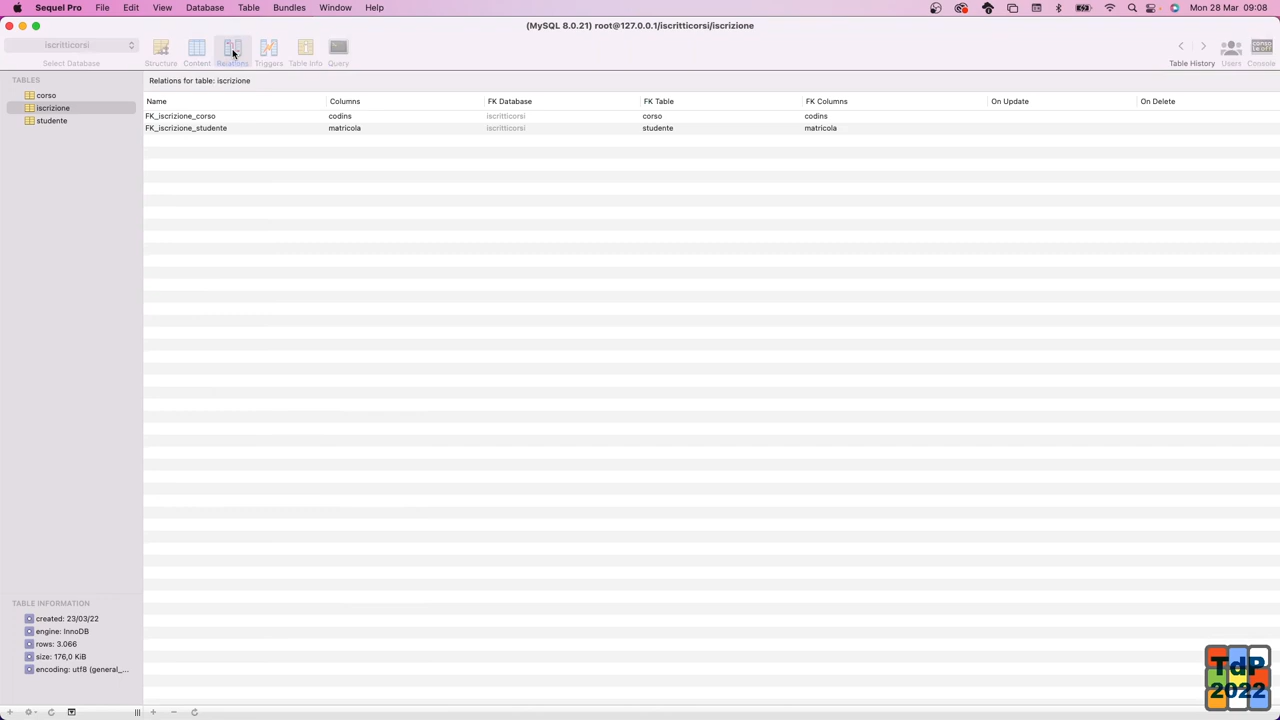 Sequel Pro File Edit View Database Table Bundles Window Help Mon 28 Mar 09:08
(MySQL 8.0.21) root@127.0.0.1/iscritticorsi/iscrizione
iscritticorsi
Select Database Structure Content Relations Triggers Table Info Query Table History Users Console
TABLES
corso
iscrizione
studente
Relations for table: iscrizione
Name Columns FK Database FK Table FK Columns On Update On Delete
FK_iscrizione_corso codins iscritticorsi corso codins
FK_iscrizione_studente matricola iscritticorsi studente matricola
TABLE INFORMATION
created: 23/03/22
engine: InnoDB
rows: 3.066
size: 176,0 KiB
encoding: utf8 (general_...
TdP
2022